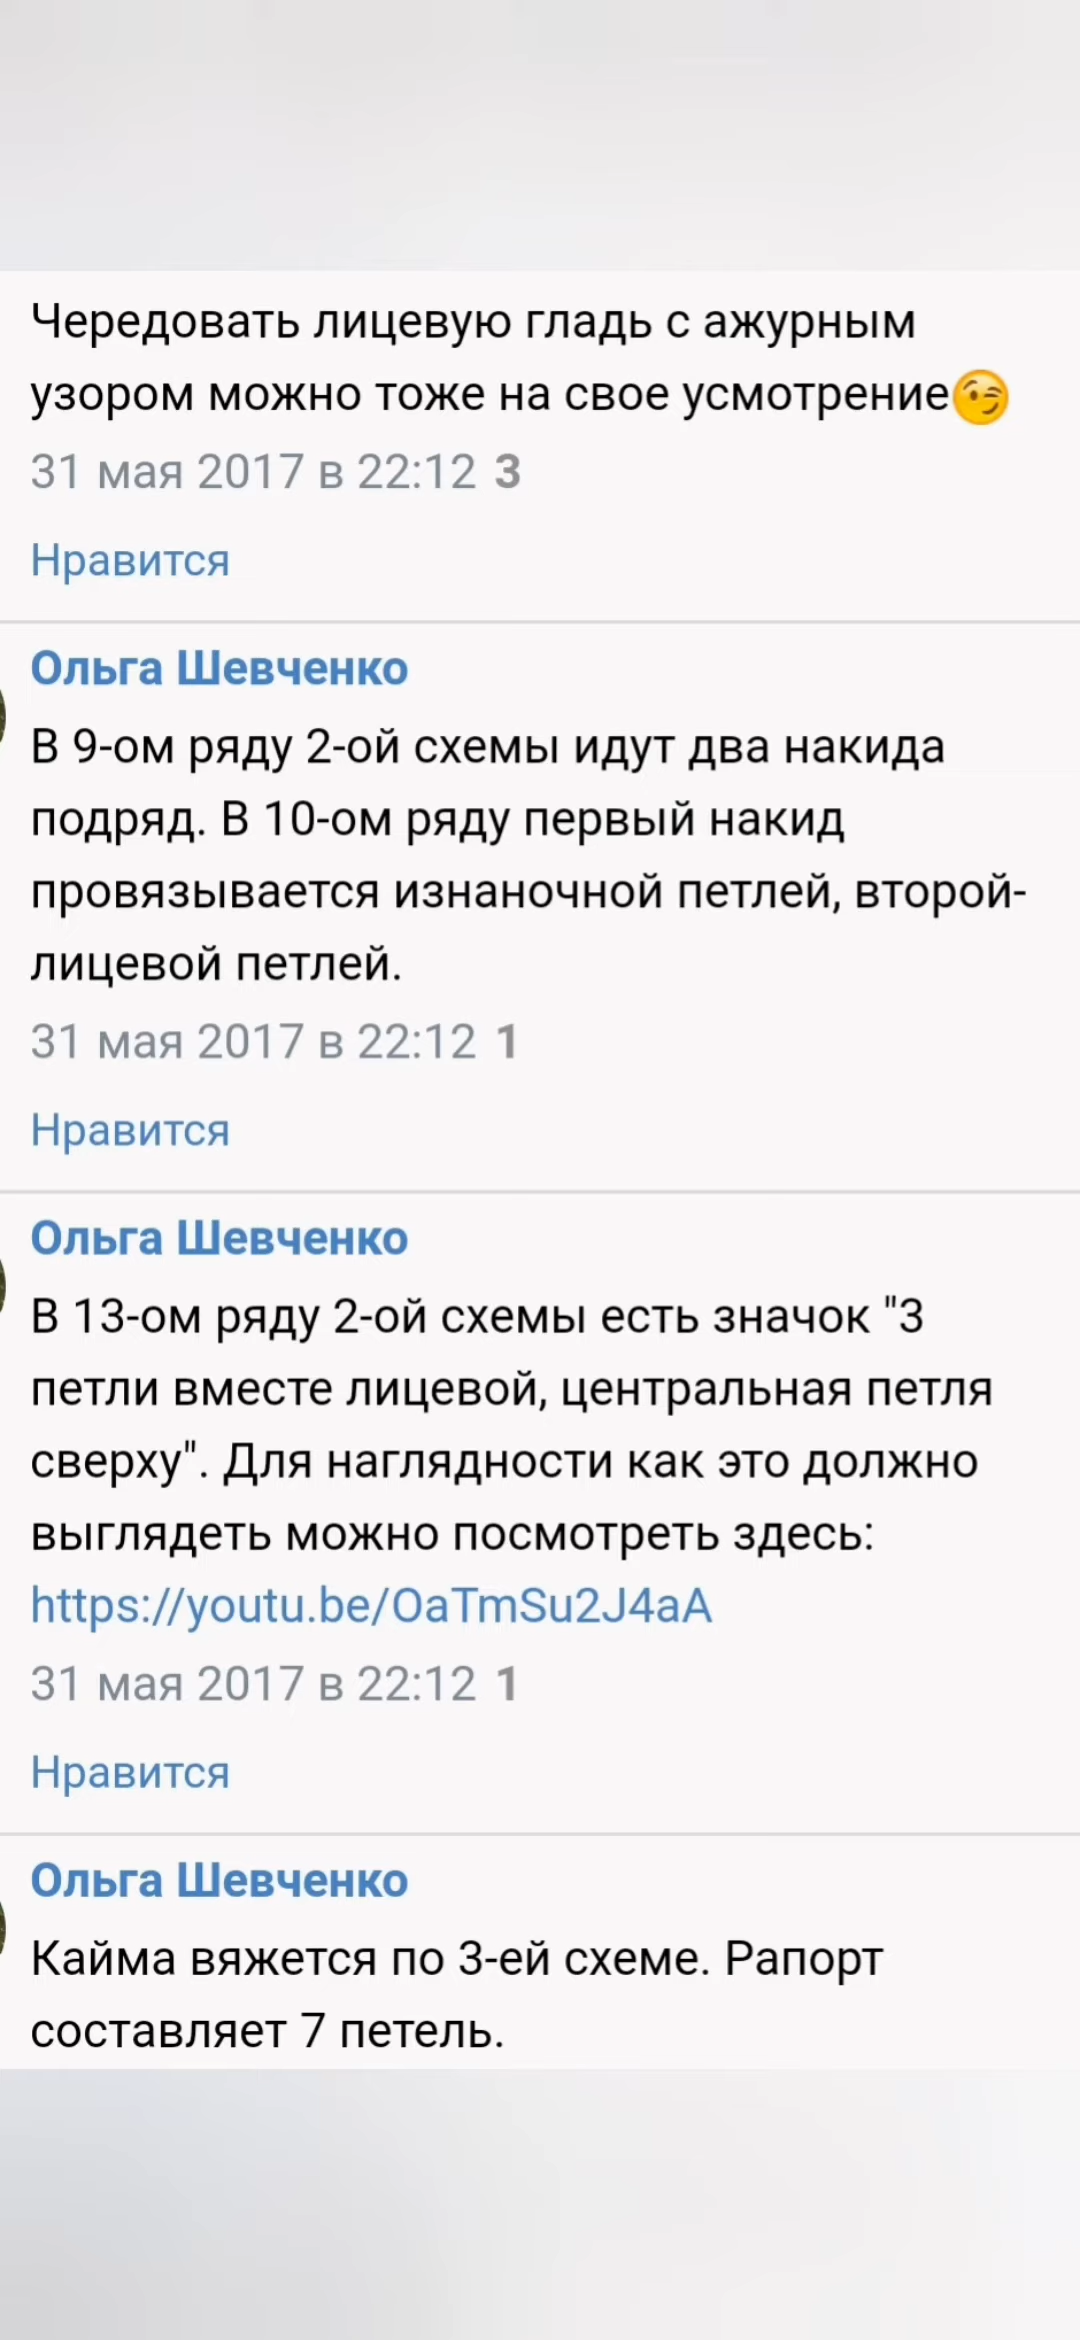 Чередовать лицевую гладь с ажурным
узором можно тоже на свое усмотрение😉
31 мая 2017 в 22:12 3
Нравится
Ольга Шевченко
В 9-ом ряду 2-ой схемы идут два накида
подряд. В 10-ом ряду первый накид
провязывается изнаночной петлей, второй-
лицевой петлей.
31 мая 2017 в 22:12 1
Нравится
Ольга Шевченко
В 13-ом ряду 2-ой схемы есть значок "3
петли вместе лицевой, центральная петля
сверху". Для наглядности как это должно
выглядеть можно посмотреть здесь:
https://youtu.be/OaTmSu2J4aA
31 мая 2017 в 22:12 1
Нравится
Ольга Шевченко
Кайма вяжется по 3-ей схеме. Рапорт
составляет 7 петель.